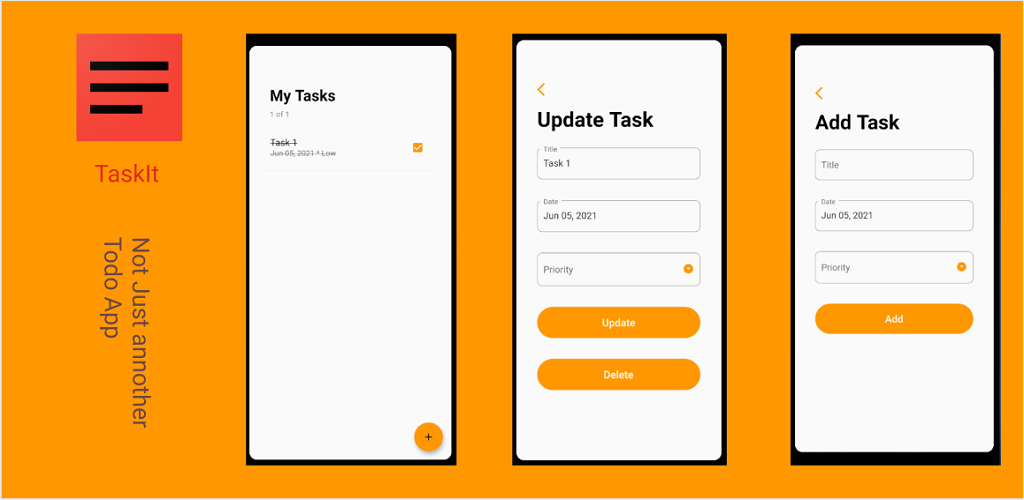 TaskIt
Not Just annother
Todo App
My Tasks
1 of 1
Task 1
Jun 05, 2021 * Low
+
Update Task
Title
Task 1
Date
Jun 05, 2021
Priority
Update
Delete
Add Task
Title
Date
Jun 05, 2021
Priority
Add